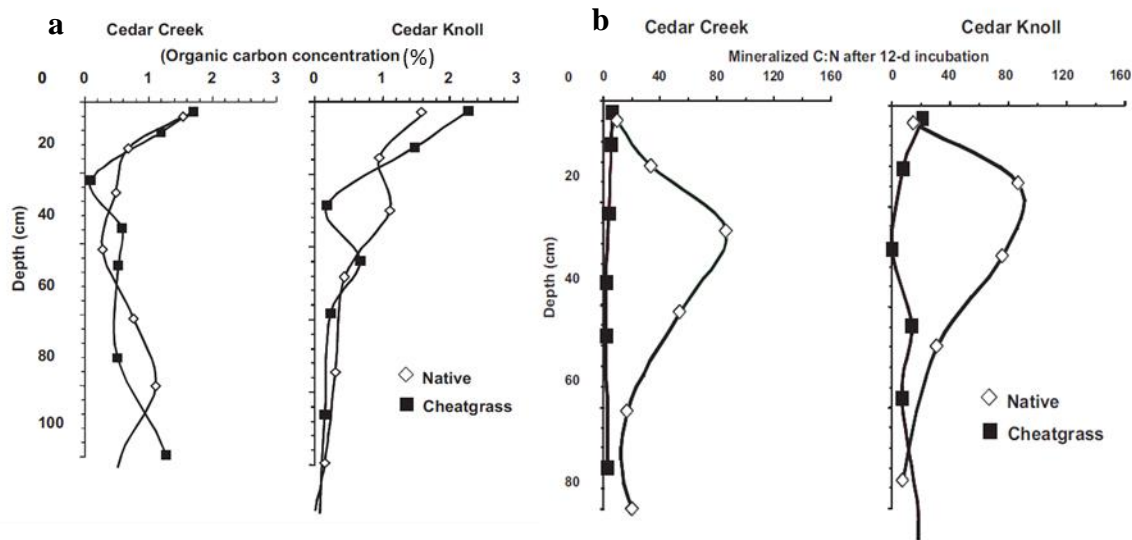 a
Cedar Creek Cedar Knoll
(Organic carbon concentration (%)
0 0 1 2 3 0 1 2 3
20
40
60
80
100
Depth (cm)
Native
Cheatgrass
b
Cedar Creek Cedar Knoll
Mineralized C:N after 12-d incubation
0 0 40 80 120 160 0 40 80 120 160
20
40
60
80
Depth (cm)
Native
Cheatgrass